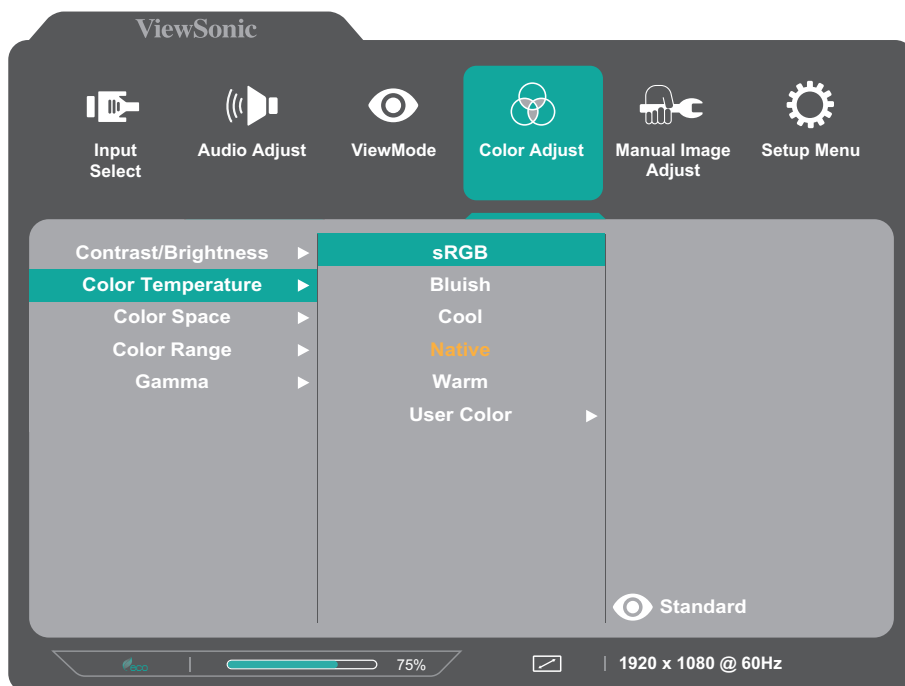 ViewSonic
Input
Select
Audio Adjust
ViewMode
Color Adjust
Manual Image
Adjust
Setup Menu
Contrast/Brightness
Color Temperature
Color Space
Color Range
Gamma
sRGB
Bluish
Cool
Native
Warm
User Color
Standard
eco
75%
1920 x 1080 @ 60Hz